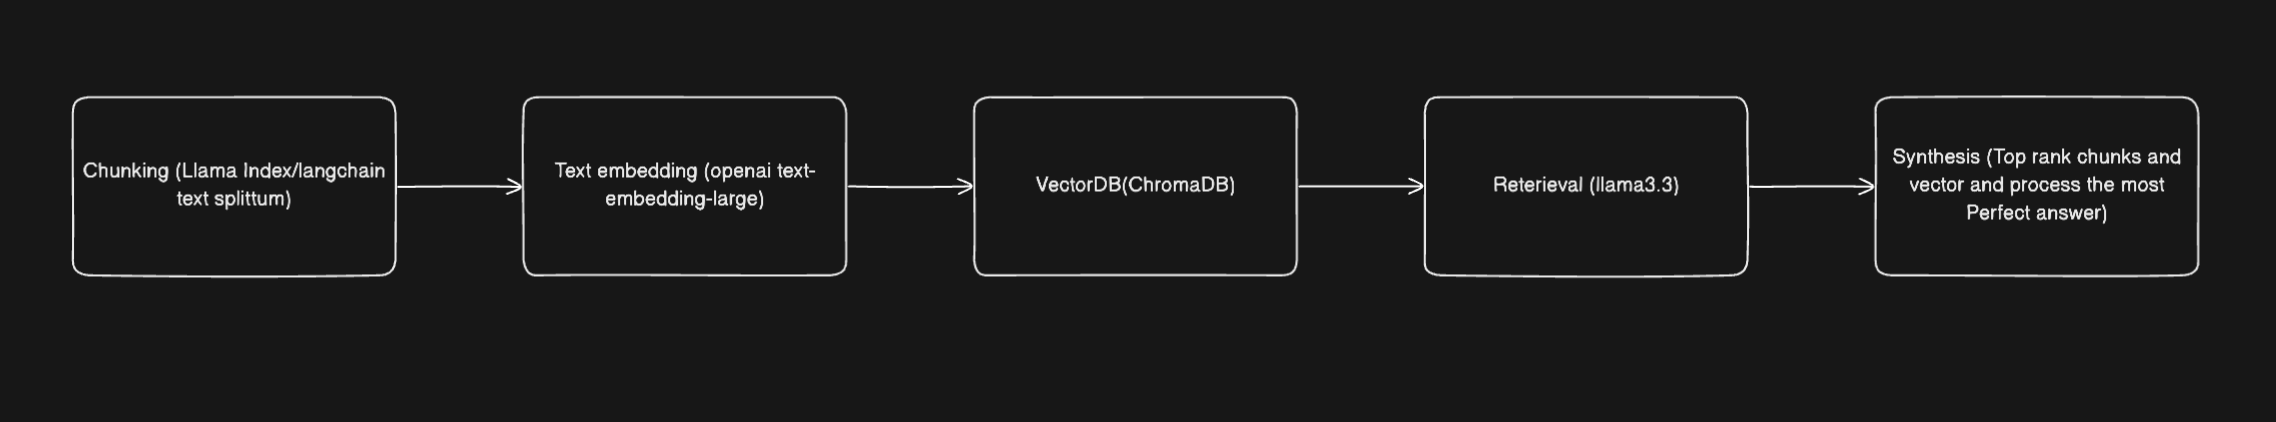 Chunking (Llama Index/langchain
text splittum)
Text embedding (openai text-
embedding-large)
VectorDB(ChromaDB)
Reterieval (llama3.3)
Synthesis (Top rank chunks and
vector and process the most
Perfect answer)